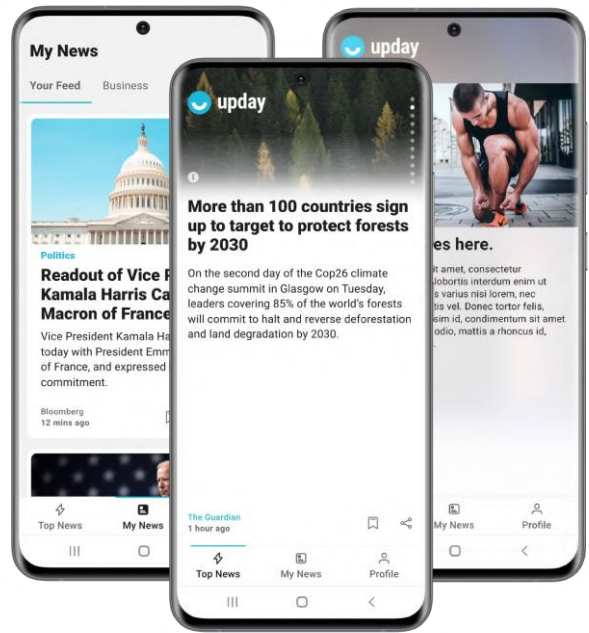 My News
Your Feed Business
Politics
Readout of Vice
Kamala Harris Ca
Macron of France
Vice President Kamala Ha
today with President Emm
of France, and expressed
commitment.
Bloomberg
12 mins ago
Top News My News
upday
More than 100 countries sign
up to target to protect forests
by 2030
On the second day of the Cop26 climate
change summit in Glasgow on Tuesday,
leaders covering 85% of the world's forests
will commit to halt and reverse deforestation
and land degradation by 2030.
The Guardian
1 hour ago
Top News My News Profile
upday
es here.
it amet, consectetur
lobortis interdum enim ut
s varius nisi lorem, nec
tis vel. Donec tortor felis,
sim id, condimentum sit amet
odio, mattis a rhoncus id,
My News Profile